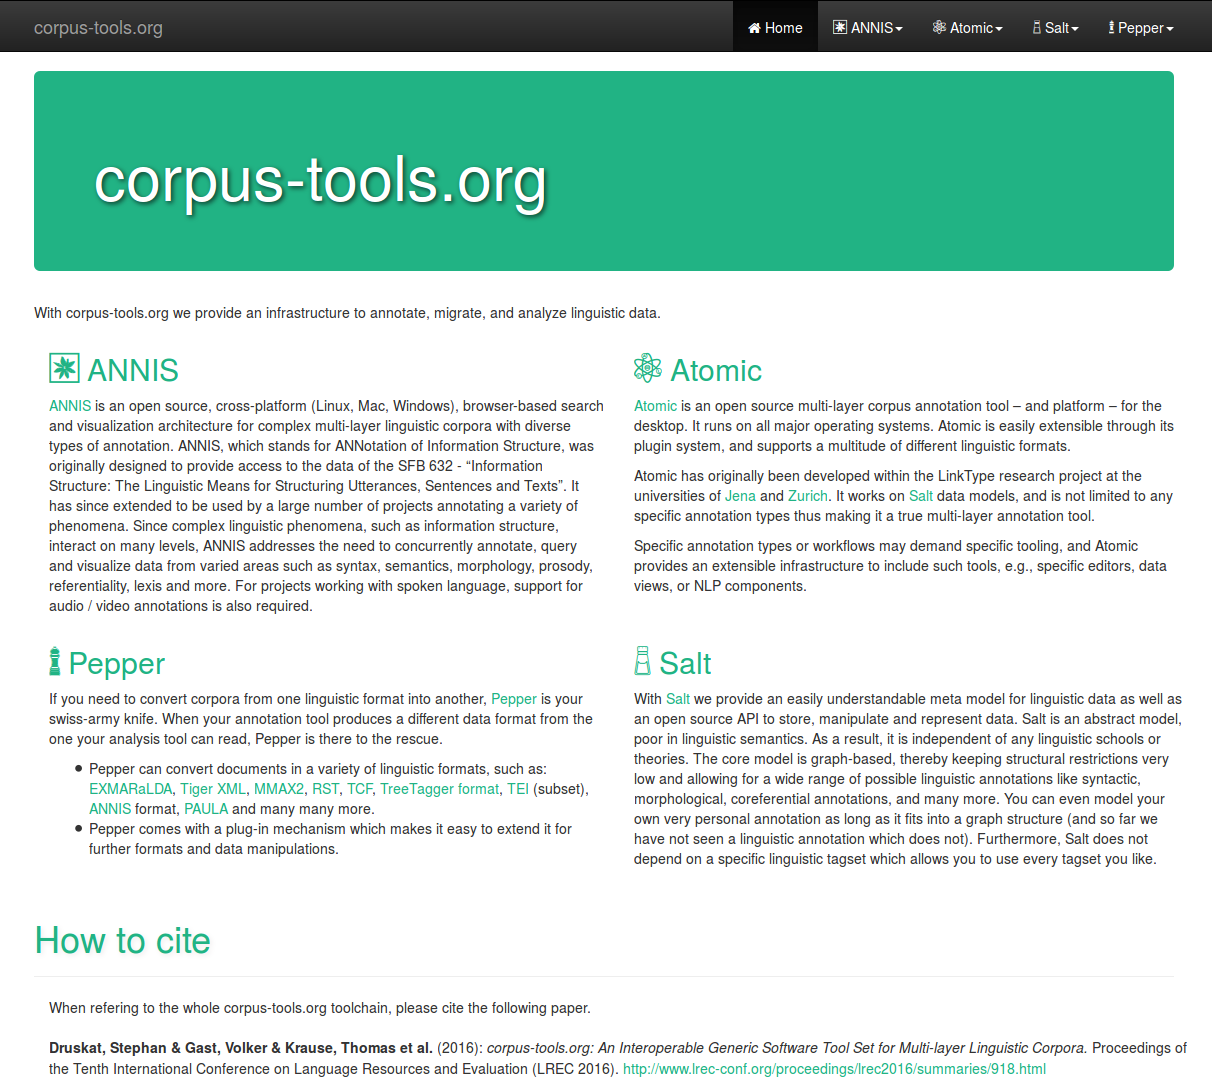 corpus-tools.org
Home
ANNIS
Atomic
Salt
Pepper
corpus-tools.org
With corpus-tools.org we provide an infrastructure to annotate, migrate, and analyze linguistic data.
ANNIS
ANNIS is an open source, cross-platform (Linux, Mac, Windows), browser-based search
and visualization architecture for complex multi-layer linguistic corpora with diverse
types of annotation. ANNIS, which stands for ANNotation of Information Structure, was
originally designed to provide access to the data of the SFB 632 - “Information
Structure: The Linguistic Means for Structuring Utterances, Sentences and Texts”. It
has since extended to be used by a large number of projects annotating a variety of
phenomena. Since complex linguistic phenomena, such as information structure,
interact on many levels, ANNIS addresses the need to concurrently annotate, query
and visualize data from varied areas such as syntax, semantics, morphology, prosody,
referentiality, lexis and more. For projects working with spoken language, support for
audio / video annotations is also required.
Atomic
Atomic is an open source multi-layer corpus annotation tool – and platform – for the
desktop. It runs on all major operating systems. Atomic is easily extensible through its
plugin system, and supports a multitude of different linguistic formats.
Atomic has originally been developed within the LinkType research project at the
universities of Jena and Zurich. It works on Salt data models, and is not limited to any
specific annotation types thus making it a true multi-layer annotation tool.
Specific annotation types or workflows may demand specific tooling, and Atomic
provides an extensible infrastructure to include such tools, e.g., specific editors, data
views, or NLP components.
Pepper
If you need to convert corpora from one linguistic format into another, Pepper is your
swiss-army knife. When your annotation tool produces a different data format from the
one your analysis tool can read, Pepper is there to the rescue.
• Pepper can convert documents in a variety of linguistic formats, such as:
EXMARaLDA, Tiger XML, MMAX2, RST, TCF, TreeTagger format, TEI (subset),
ANNIS format, PAULA and many many more.
• Pepper comes with a plug-in mechanism which makes it easy to extend it for
further formats and data manipulations.
Salt
With Salt we provide an easily understandable meta model for linguistic data as well as
an open source API to store, manipulate and represent data. Salt is an abstract model,
poor in linguistic semantics. As a result, it is independent of any linguistic schools or
theories. The core model is graph-based, thereby keeping structural restrictions very
low and allowing for a wide range of possible linguistic annotations like syntactic,
morphological, coreferential annotations, and many more. You can even model your
own very personal annotation as long as it fits into a graph structure (and so far we
have not seen a linguistic annotation which does not). Furthermore, Salt does not
depend on a specific linguistic tagset which allows you to use every tagset you like.
How to cite
When refering to the whole corpus-tools.org toolchain, please cite the following paper.
Druskat, Stephan & Gast, Volker & Krause, Thomas et al. (2016): corpus-tools.org: An Interoperable Generic Software Tool Set for Multi-layer Linguistic Corpora. Proceedings of
the Tenth International Conference on Language Resources and Evaluation (LREC 2016). http://www.lrec-conf.org/proceedings/lrec2016/summaries/918.html